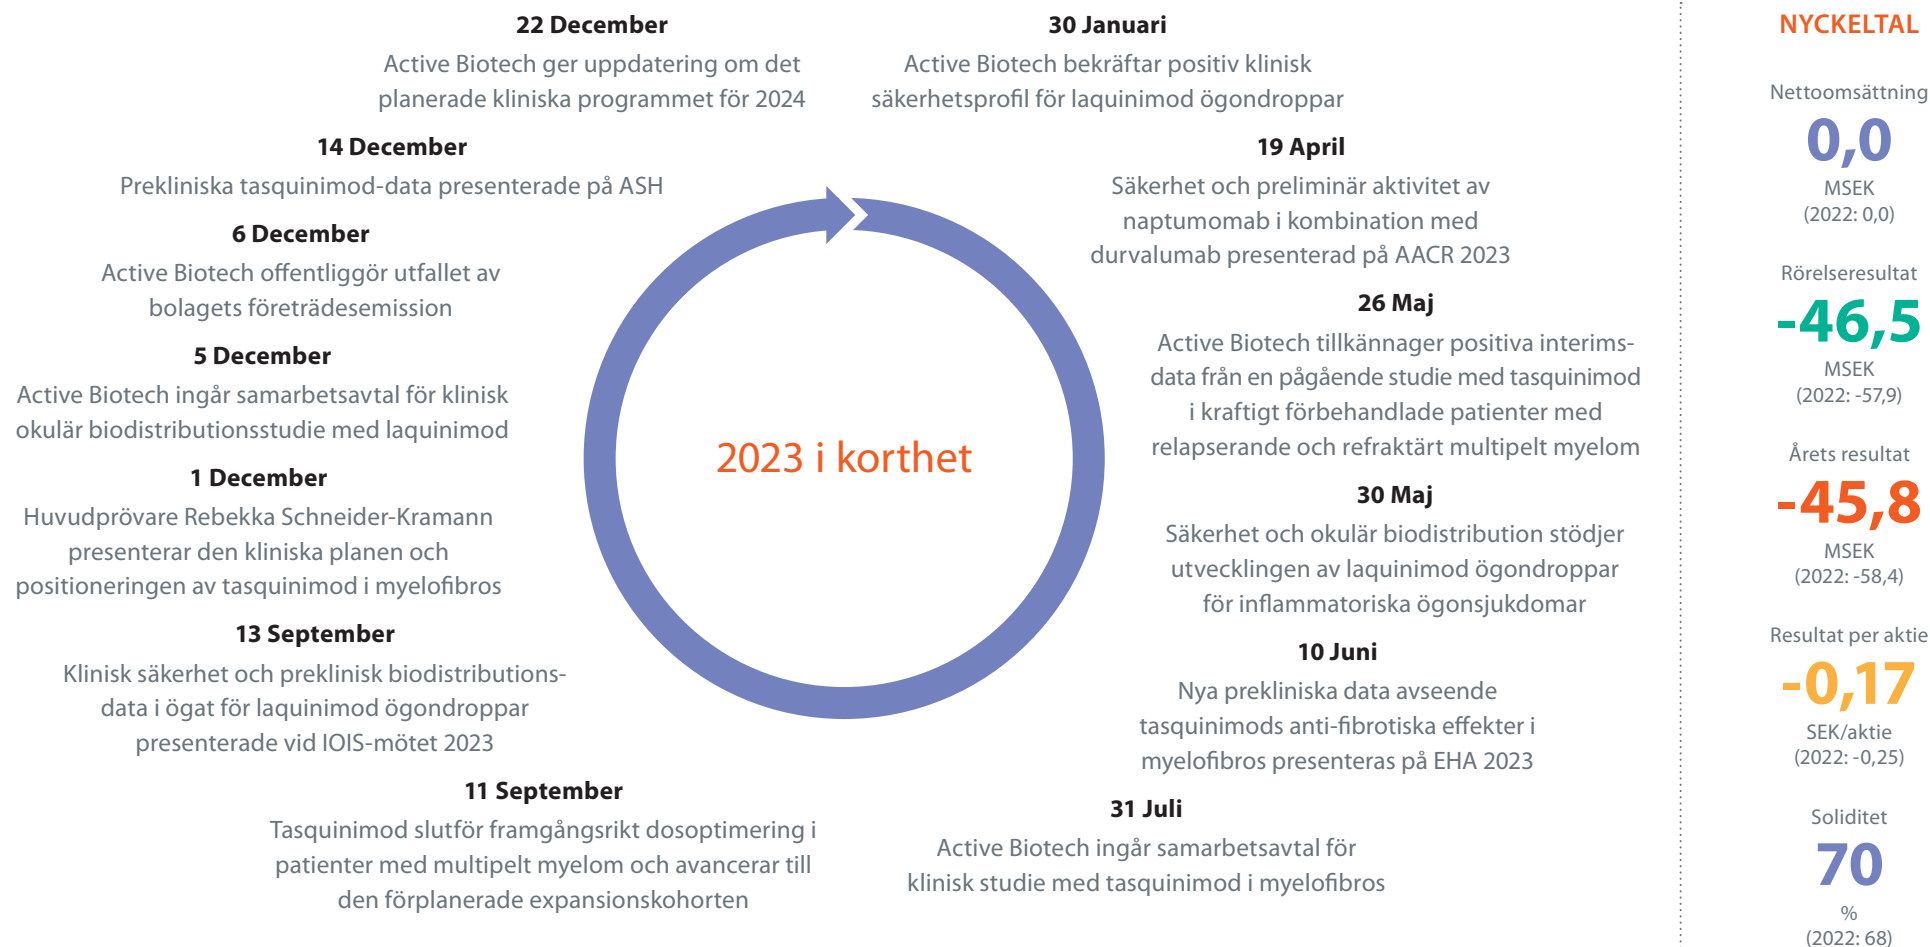 30 Januari
Active Biotech bekräftar positiv klinisk
säkerhetsprofil för laquinimod ögondroppar
19 April
Säkerhet och preliminär aktivitet av
naptumomab i kombination med
durvalumab presenterad på AACR 2023
26 Maj
Active Biotech tillkännager positiva interims-
data från en pågående studie med tasquinimod
i kraftigt förbehandlade patienter med
relapserande och refraktärt multipelt myelom
30 Maj
Säkerhet och okulär biodistribution stödjer
utvecklingen av laquinimod ögondroppar
för inflammatoriska ögonsjukdomar
10 Juni
Nya prekliniska data avseende
tasquinimods anti-fibrotiska effekter i
myelofibros presenteras på EHA 2023
31 Juli
Active Biotech ingår samarbetsavtal för
klinisk studie med tasquinimod i myelofibros
11 September
Tasquinimod slutför framgångsrikt dosoptimering i
patienter med multipelt myelom och avancerar till
den förplanerade expansionskohorten
13 September
Klinisk säkerhet och preklinisk biodistributions-
data i ögat för laquinimod ögondroppar
presenterade vid IOIS-mötet 2023
1 December
Huvudprövare Rebekka Schneider-Kramann
presenterar den kliniska planen och
positioneringen av tasquinimod i myelofibros
5 December
Active Biotech ingår samarbetsavtal för klinisk
okulär biodistributionsstudie med laquinimod
6 December
Active Biotech offentliggör utfallet av
bolagets företrädesemission
14 December
Prekliniska tasquinimod-data presenterade på ASH
22 December
Active Biotech ger uppdatering om det
planerade kliniska programmet för 2024
2023 i korthet
NYCKELTAL
Nettoomsättning
0,0
MSEK
(2022: 0,0)
Rörelseresultat
-46,5
MSEK
(2022: -57,9)
Årets resultat
-45,8
MSEK
(2022: -58,4)
Resultat per aktie
-0,17
SEK/aktie
(2022: -0,25)
Soliditet
70
%
(2022: 68)